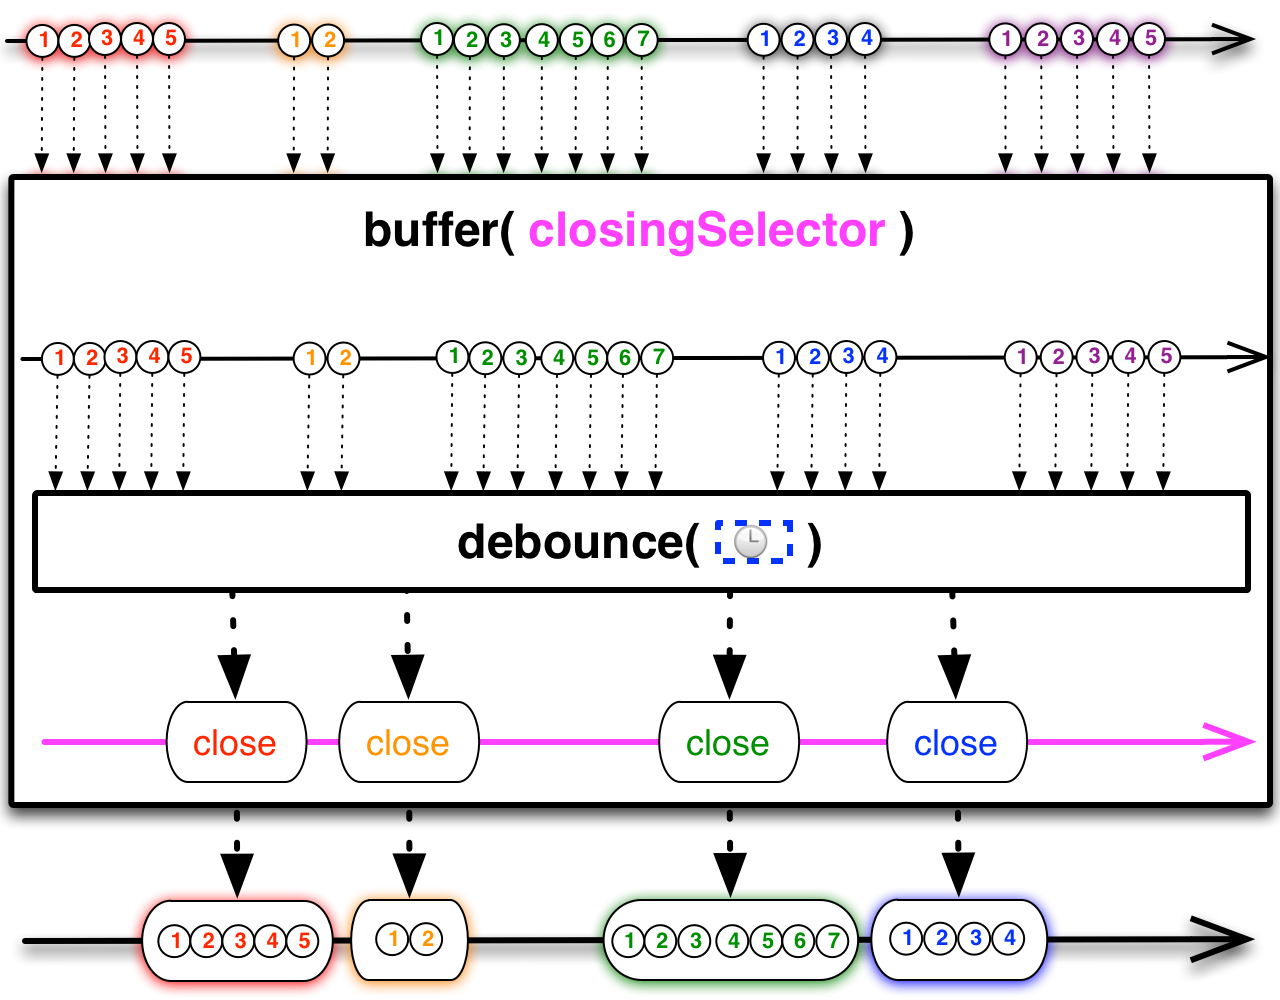 1 2 3 4 5 1 2 1 2 3 4 5 6 7 1 2 3 4 1 2 3 4 5
buffer( closingSelector )
1 2 3 4 5 1 2 1 2 3 4 5 6 7 1 2 3 4 1 2 3 4 5
debounce( )
close close close close
1 2 3 4 5 1 2 1 2 3 4 5 6 7 1 2 3 4